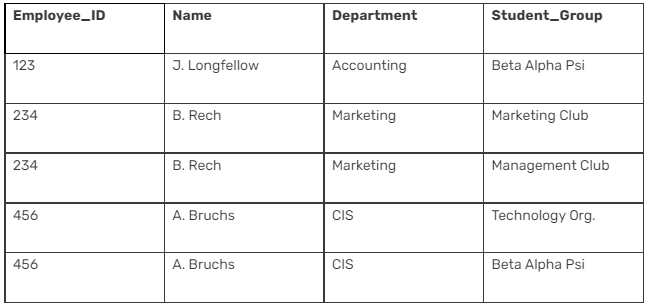 Employee_ID Name Department Student_Group
123 J. Longfellow Accounting Beta Alpha Psi
234 B. Rech Marketing Marketing Club
234 B. Rech Marketing Management Club
456 A. Bruchs CIS Technology Org.
456 A. Bruchs CIS Beta Alpha Psi